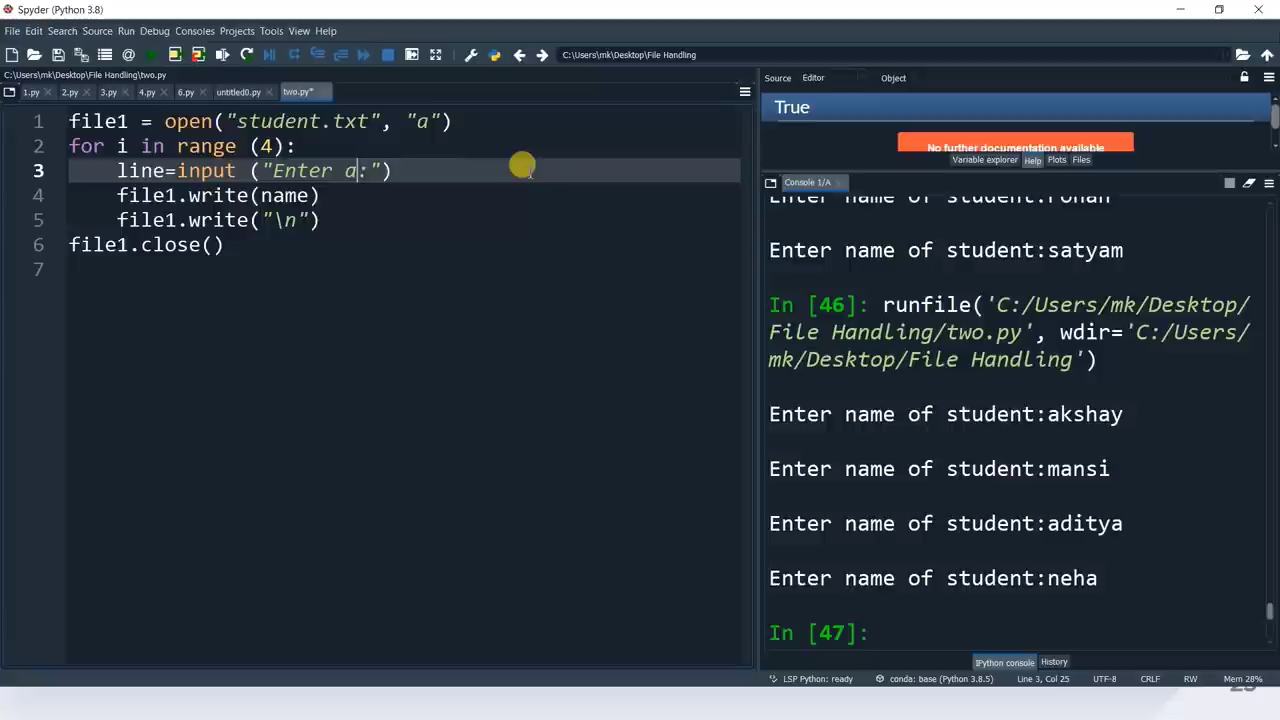 Spyder (Python 3.8)
File Edit Search Source Run Debug Consoles Projects Tools View Help
C:\Users\mk\Desktop\File Handling
C:\Users\mk\Desktop\File Handling\two.py
1.py 2.py 3.py 4.py 6.py untitled0.py two.py*
1 file1 = open("student.txt", "a")
2 for i in range (4):
3 line=input ("Enter a:")
4 file1.write(name)
5 file1.write("\n")
6 file1.close()
7
Source Editor Object
True
No further documentation available
Variable explorer Help Plots Files
Console 1/A
Enter name of student:rohan
Enter name of student:satyam
In [46]: runfile('C:/Users/mk/Desktop/
File Handling/two.py', wdir='C:/Users/
mk/Desktop/File Handling')
Enter name of student:akshay
Enter name of student:mansi
Enter name of student:aditya
Enter name of student:neha
In [47]:
IPython console History
LSP Python: ready conda: base (Python 3.8.5) Line 3, Col 25 UTF-8 CRLF RW Mem 28%